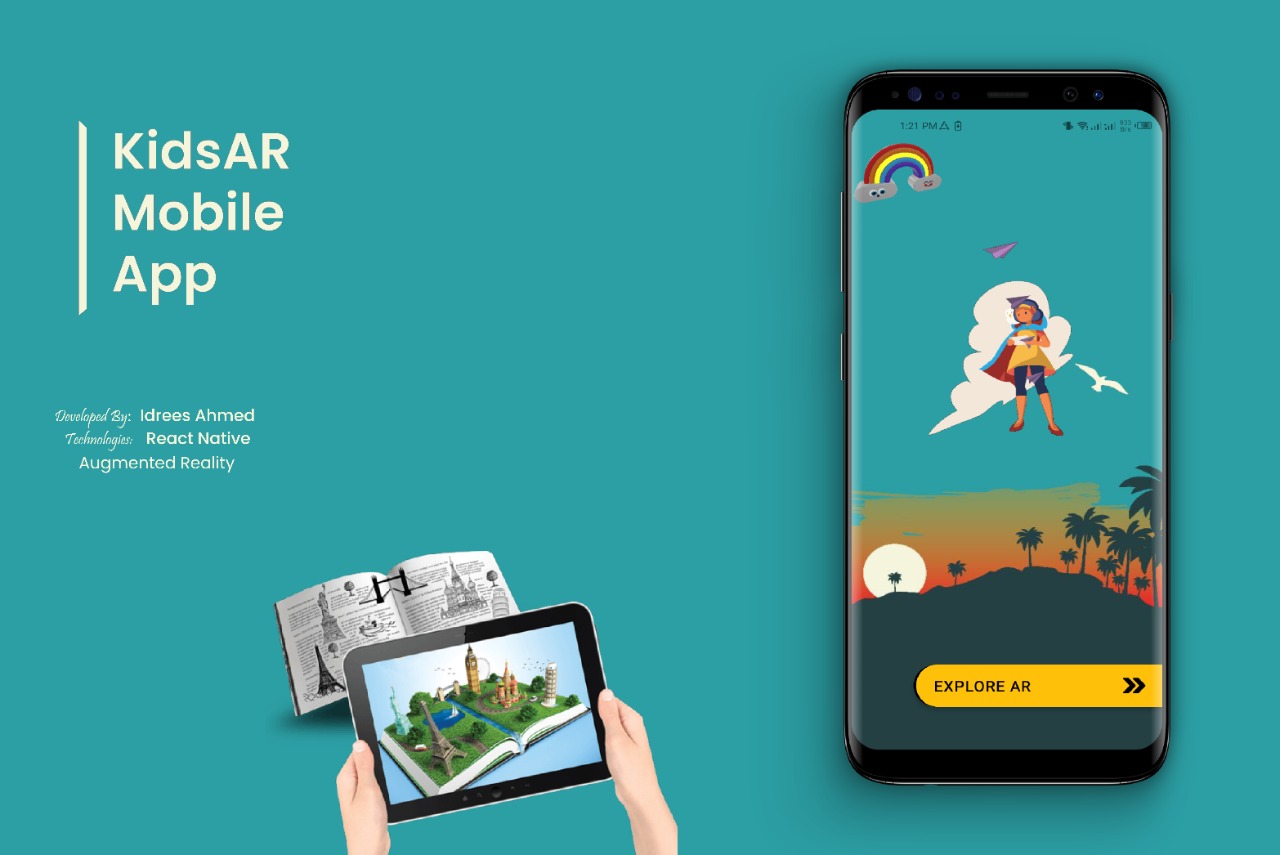 KidsAR
Mobile
App
Developed By: Idrees Ahmed
Technologies: React Native
Augmented Reality
1:21 PM
EXPLORE AR